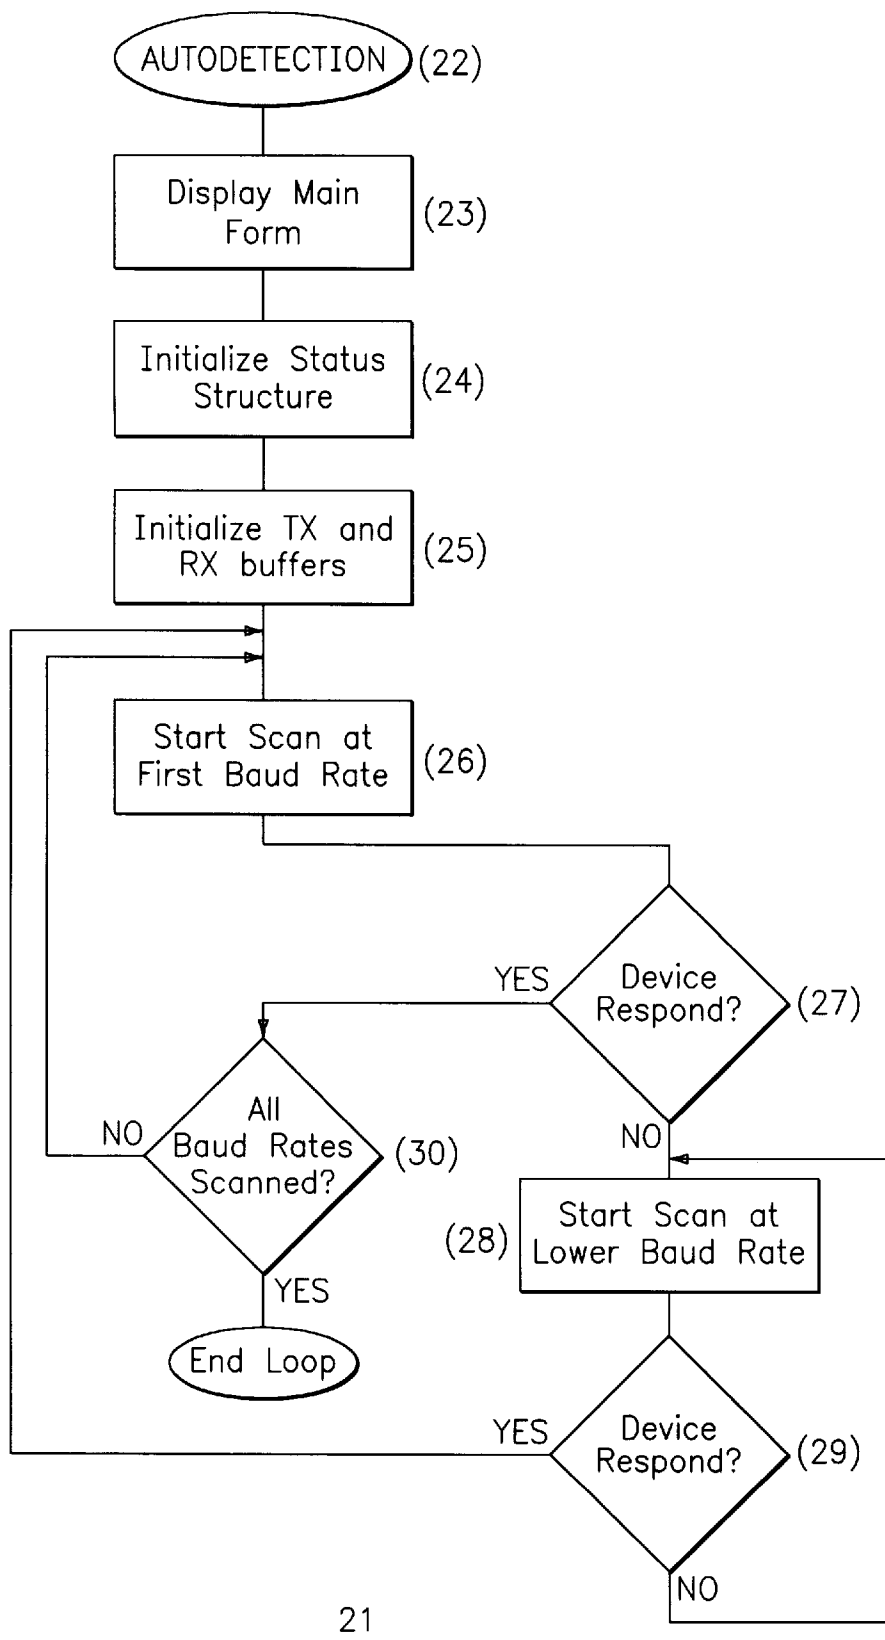 AUTODETECTION (22)
Display Main
Form
(23)
Initialize Status
Structure
(24)
Initialize TX and
RX buffers
(25)
Start Scan at
First Baud Rate
(26)
Device
Respond?
(27)
YES
NO
All
Baud Rates
Scanned?
(30)
NO
YES
End Loop
(28)
Start Scan at
Lower Baud Rate
Device
Respond?
(29)
YES
NO
21